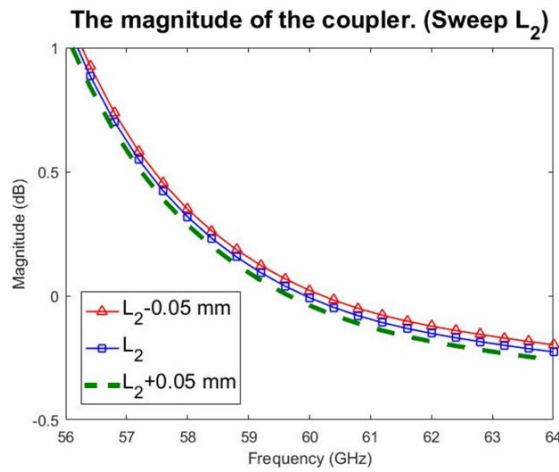 The magnitude of the coupler. (Sweep L₂)
1
0.5
0
-0.5
Magnitude (dB)
L₂-0.05 mm
L₂
L₂+0.05 mm
56 57 58 59 60 61 62 63 64
Frequency (GHz)